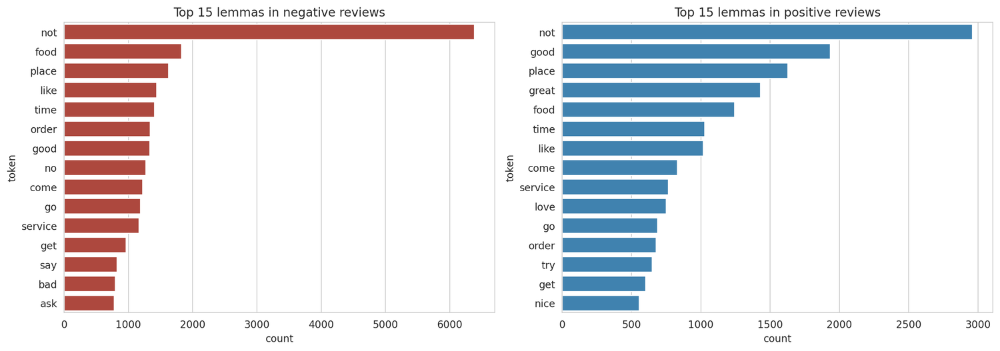 Top 15 lemmas in negative reviews
token
not
food
place
like
time
order
good
no
come
go
service
get
say
bad
ask
0 1000 2000 3000 4000 5000 6000
count
Top 15 lemmas in positive reviews
token
not
good
place
great
food
time
like
come
service
love
go
order
try
get
nice
0 500 1000 1500 2000 2500 3000
count